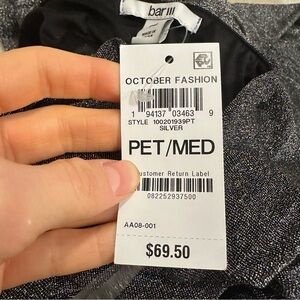 bar III
OCTOBER FASHION
1 94137 03463 9
STYLE 100201939PT
SILVER
PET/MED
Customer Return Label
082252937500
AA08-001
$69.50